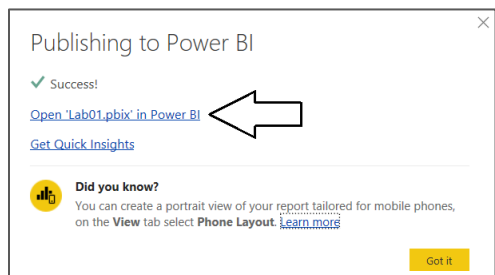 Publishing to Power BI
Success!
Open 'Lab01.pbix' in Power BI
Get Quick Insights
Did you know?
You can create a portrait view of your report tailored for mobile phones,
on the View tab select Phone Layout. Learn more
Got it